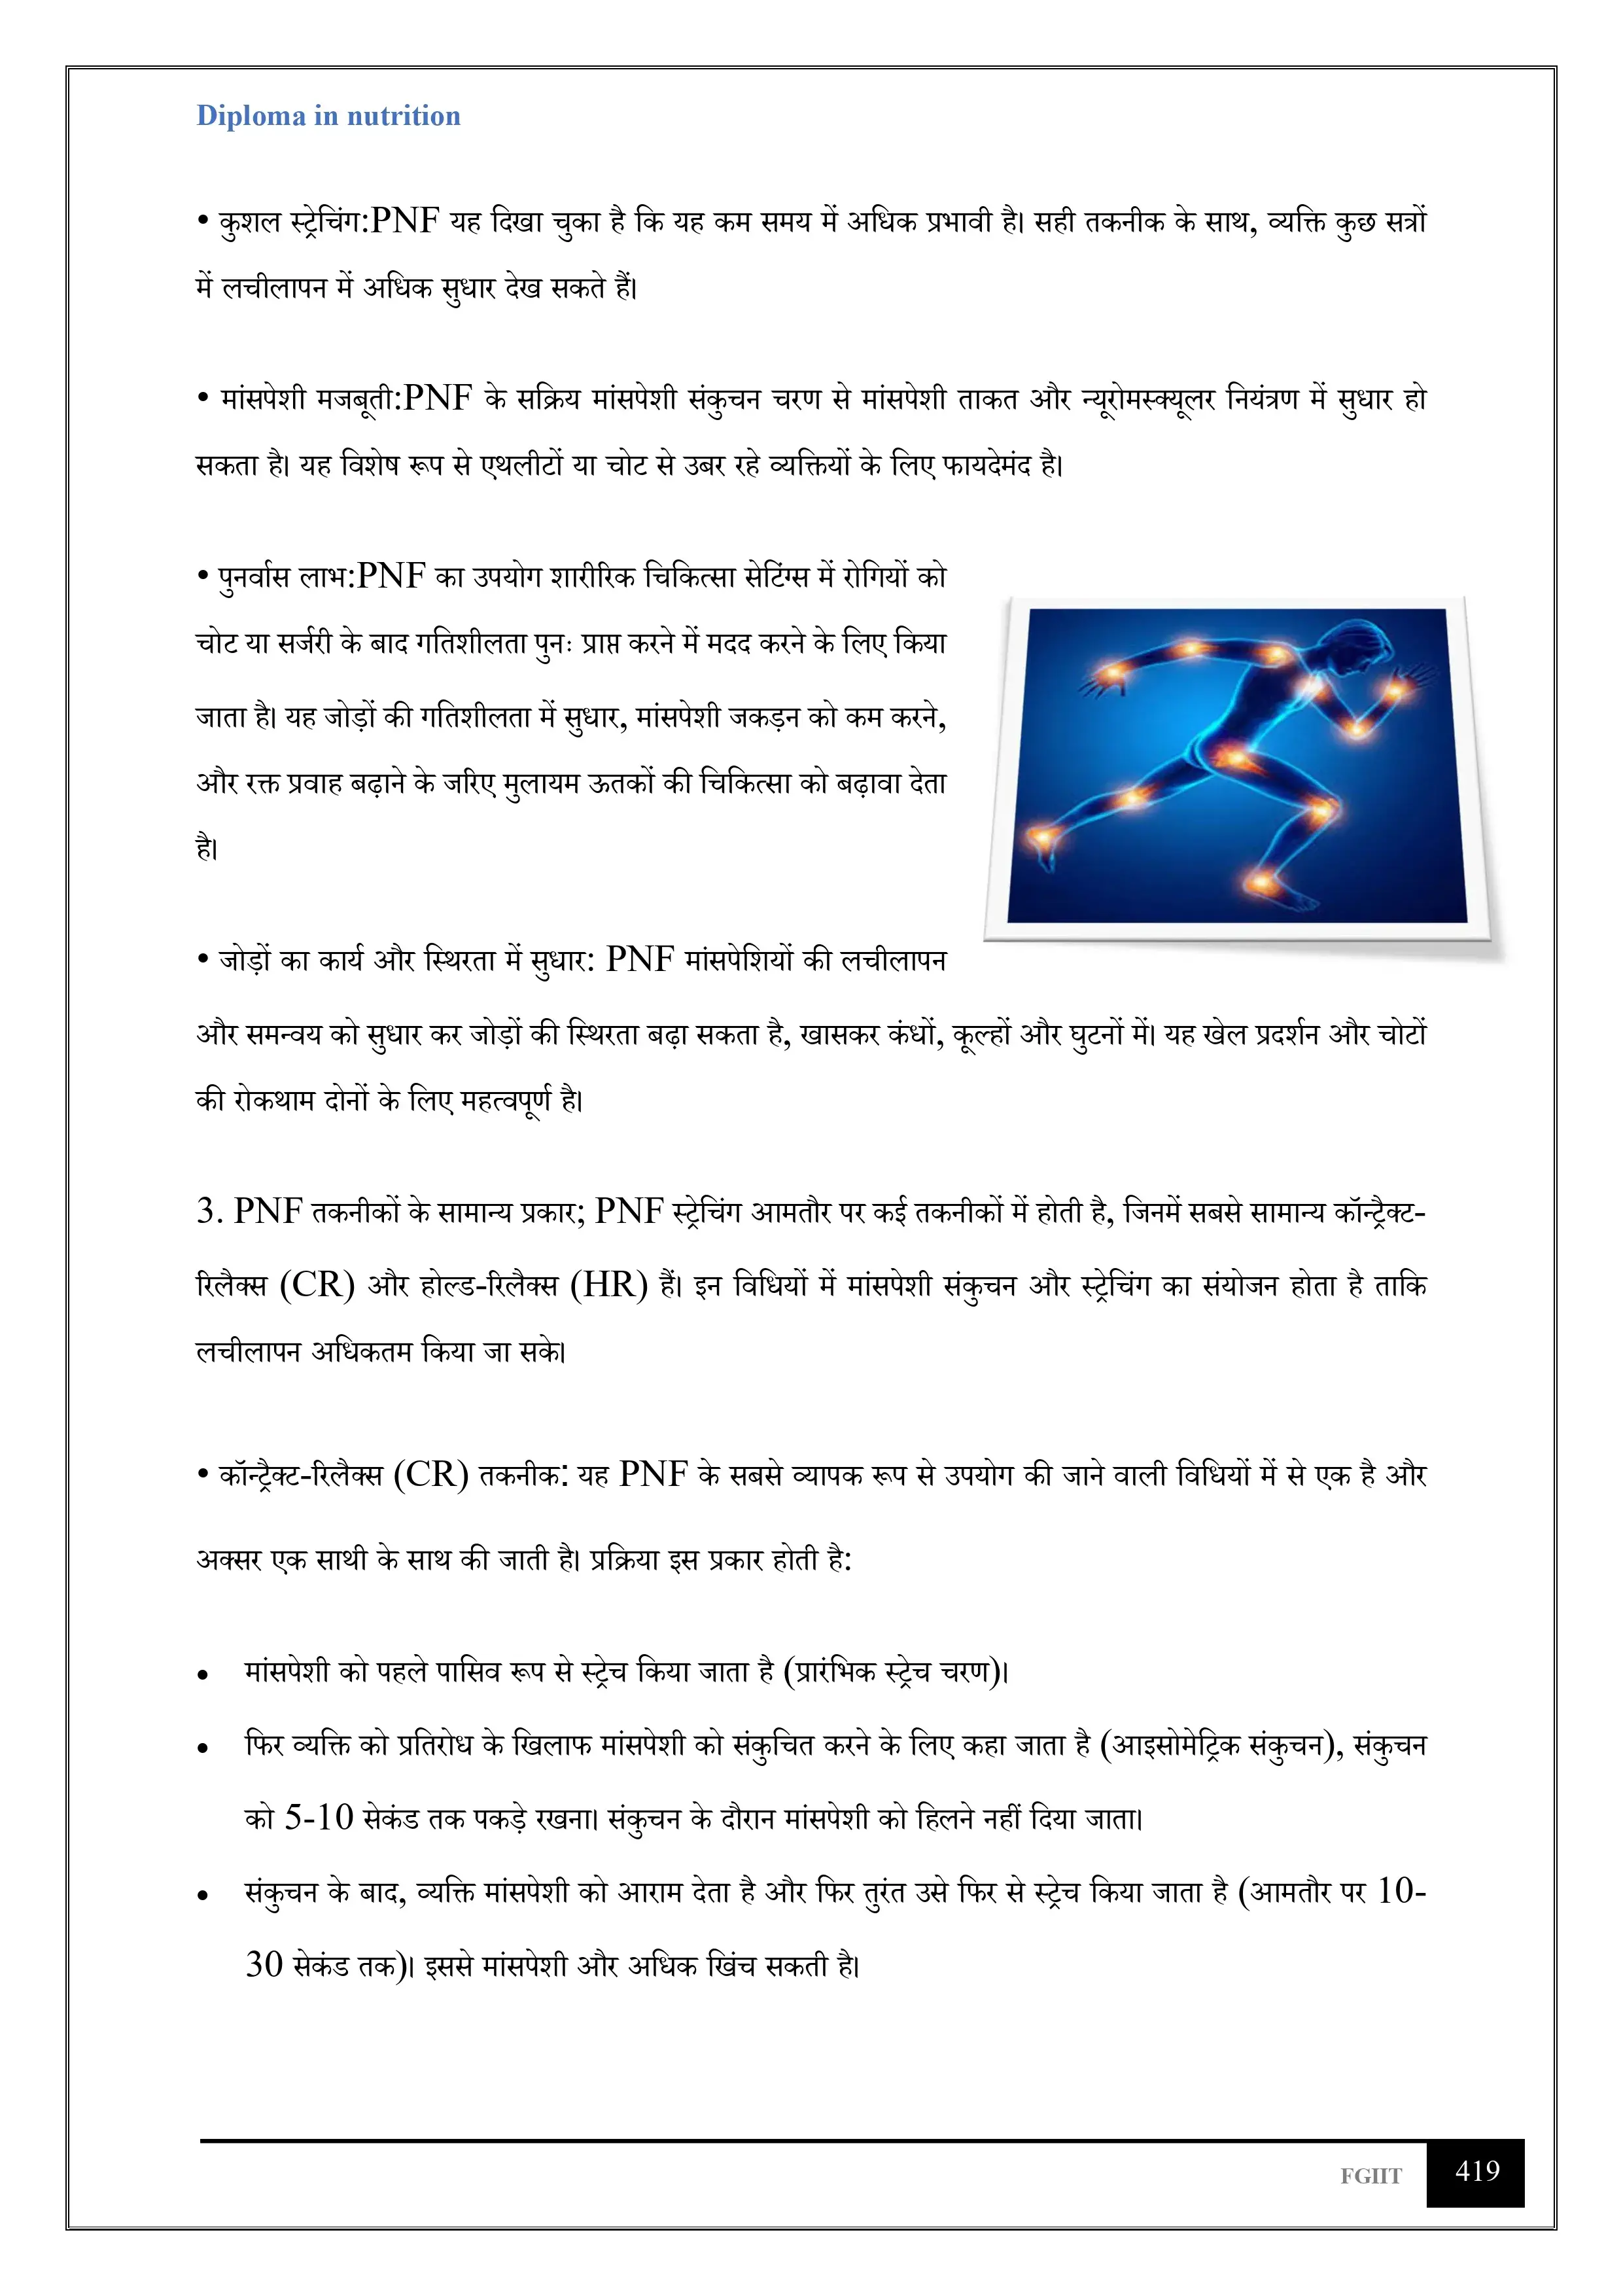 Diploma in nutrition
• कुशल स्ट्रेचिंग:PNF यह दिखा चुका है कि यह कम समय में अधिक प्रभावी है। सही तकनीक के साथ, व्यक्ति कुछ सत्रों
में लचीलापन में अधिक सुधार देख सकते हैं।
• मांसपेशी मजबूती:PNF के सक्रिय मांसपेशी संकुचन चरण से मांसपेशी ताकत और न्यूरोमस्क्यूलर नियंत्रण में सुधार हो
सकता है। यह विशेष रूप से एथलीटों या चोट से उबर रहे व्यक्तियों के लिए फायदेमंद है।
• पुनर्वास लाभ:PNF का उपयोग शारीरिक चिकित्सा सेटिंग्स में रोगियों को
चोट या सर्जरी के बाद गतिशीलता पुनः प्राप्त करने में मदद करने के लिए किया
जाता है। यह जोड़ों की गतिशीलता में सुधार, मांसपेशी जकड़न को कम करने,
और रक्त प्रवाह बढ़ाने के जरिए मुलायम ऊतकों की चिकित्सा को बढ़ावा देता
है।
• जोड़ों का कार्य और स्थिरता में सुधार: PNF मांसपेशियों की लचीलापन
और समन्वय को सुधार कर जोड़ों की स्थिरता बढ़ा सकता है, खासकर कंधों, कूल्हों और घुटनों में। यह खेल प्रदर्शन और चोटों
की रोकथाम दोनों के लिए महत्वपूर्ण है।
3. PNF तकनीकों के सामान्य प्रकार; PNF स्ट्रेचिंग आमतौर पर कई तकनीकों में होती है, जिनमें सबसे सामान्य कॉन्ट्रैक्ट-
रिलैक्स (CR) और होल्ड-रिलैक्स (HR) हैं। इन विधियों में मांसपेशी संकुचन और स्ट्रेचिंग का संयोजन होता है ताकि
लचीलापन अधिकतम किया जा सके।
• कॉन्ट्रैक्ट-रिलैक्स (CR) तकनीक: यह PNF के सबसे व्यापक रूप से उपयोग की जाने वाली विधियों में से एक है और
अक्सर एक साथी के साथ की जाती है। प्रक्रिया इस प्रकार होती है:
• मांसपेशी को पहले पासिव रूप से स्ट्रेच किया जाता है (प्रारंभिक स्ट्रेच चरण)।
• फिर व्यक्ति को प्रतिरोध के खिलाफ मांसपेशी को संकुचित करने के लिए कहा जाता है (आइसोमेट्रिक संकुचन), संकुचन
को 5-10 सेकंड तक पकड़े रखना। संकुचन के दौरान मांसपेशी को हिलने नहीं दिया जाता।
• संकुचन के बाद, व्यक्ति मांसपेशी को आराम देता है और फिर तुरंत उसे फिर से स्ट्रेच किया जाता है (आमतौर पर 10-
30 सेकंड तक)। इससे मांसपेशी और अधिक खिंच सकती है।
FGIIT 419